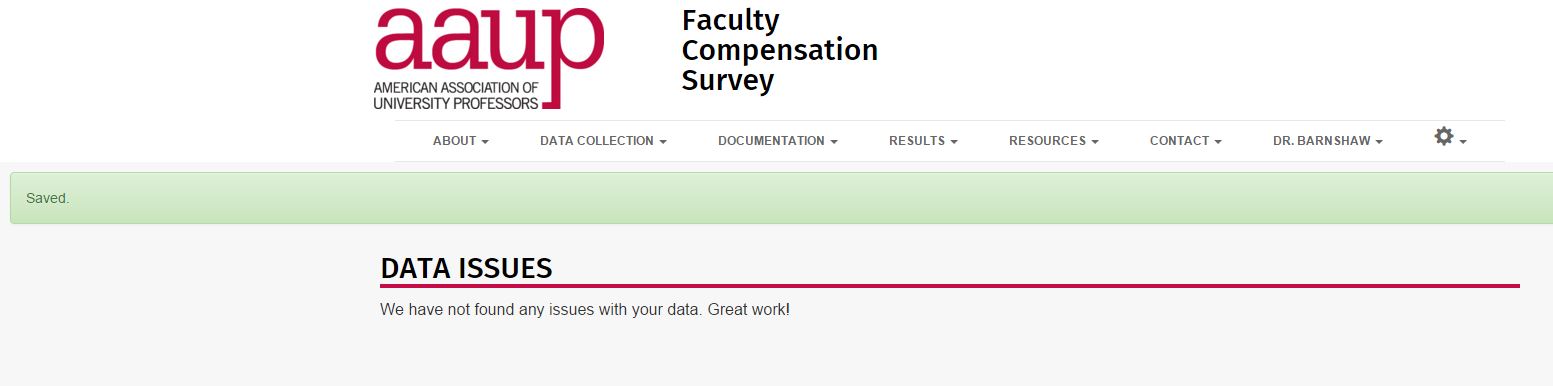 aaup
AMERICAN ASSOCIATION OF
UNIVERSITY PROFESSORS
Faculty
Compensation
Survey
ABOUT DATA COLLECTION DOCUMENTATION RESULTS RESOURCES CONTACT DR. BARNSHAW
Saved.
DATA ISSUES
We have not found any issues with your data. Great work!